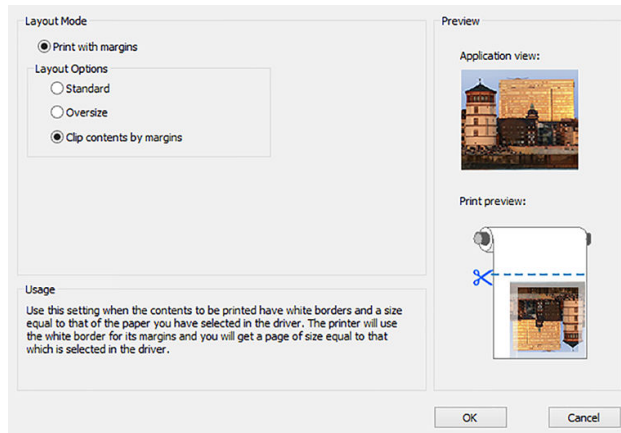 Layout Mode
Print with margins
Layout Options
Standard
Oversize
Clip contents by margins
Usage
Use this setting when the contents to be printed have white borders and a size
equal to that of the paper you have selected in the driver. The printer will use
the white border for its margins and you will get a page of size equal to that
which is selected in the driver.
Preview
Application view:
Print preview:
OK
Cancel